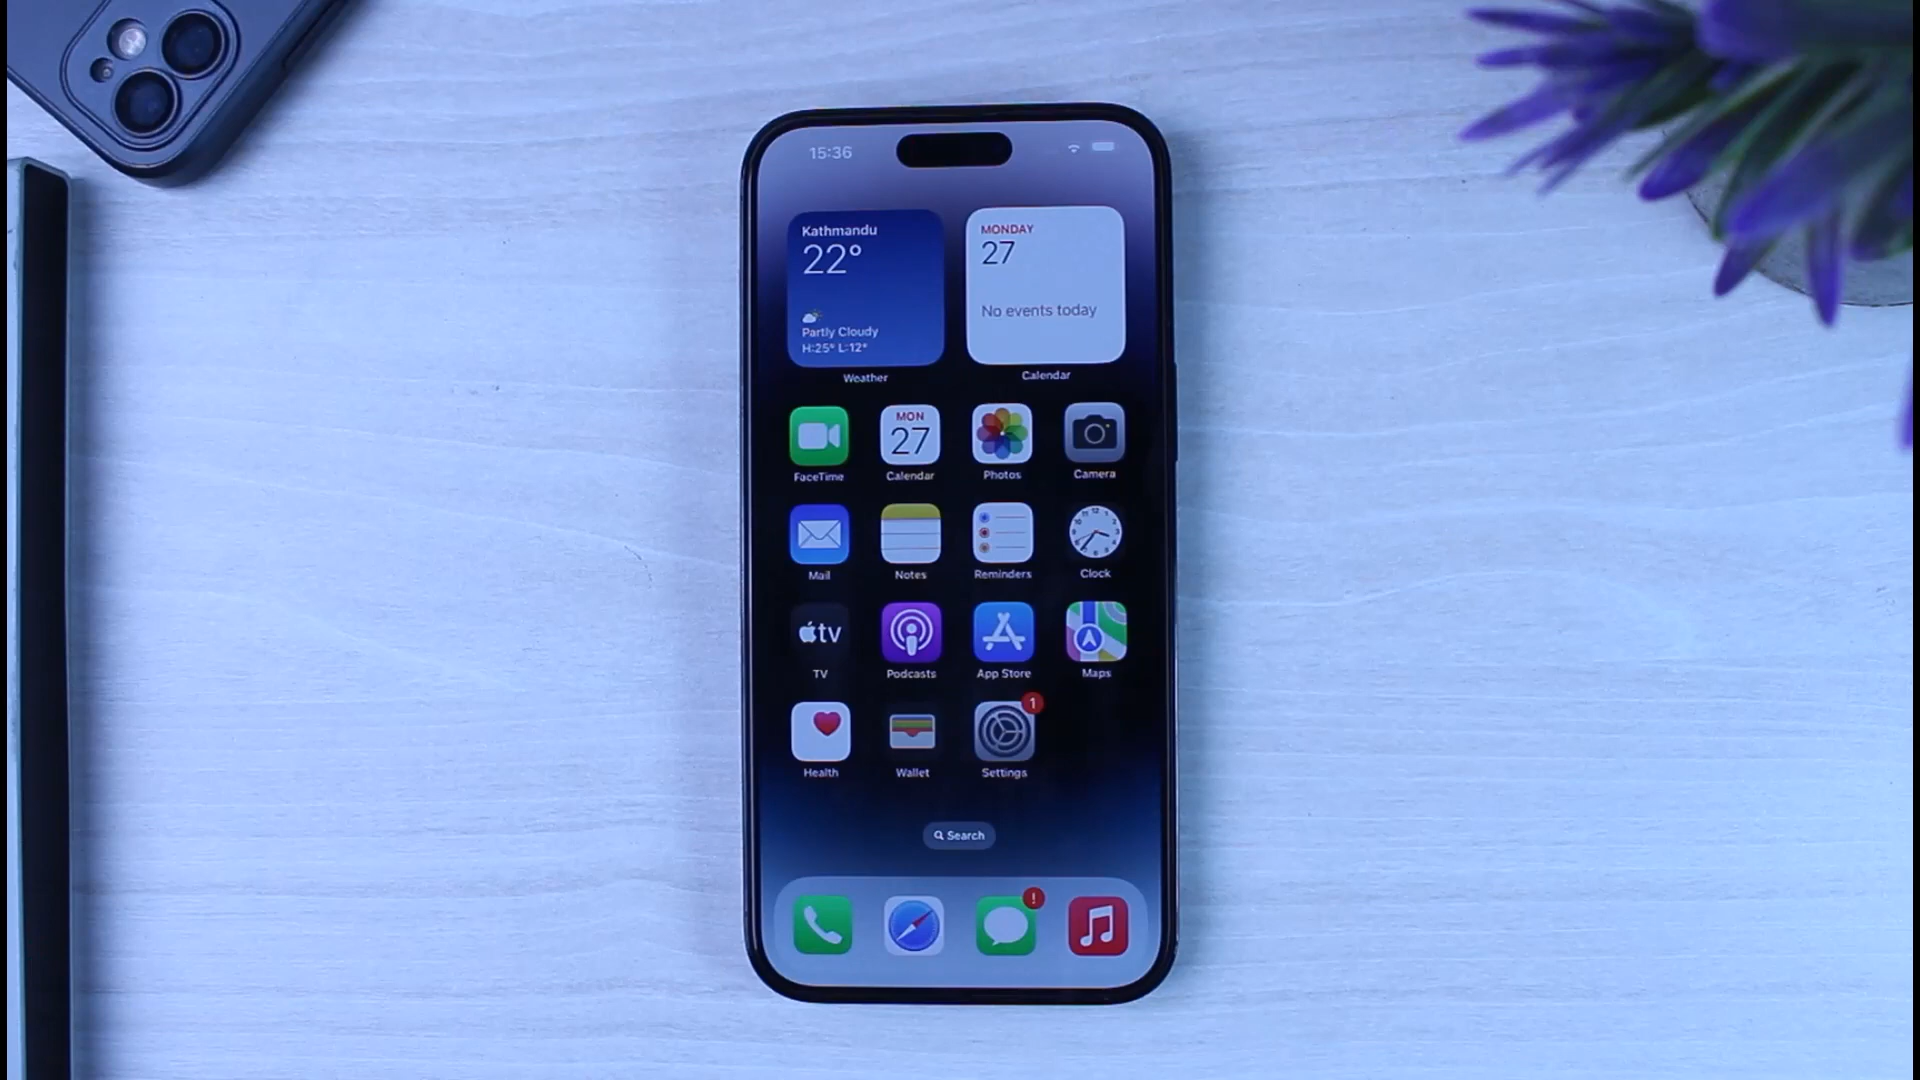 15:36
Kathmandu
22°
Partly Cloudy
H:25° L:12°
Weather
MONDAY
27
No events today
Calendar
MON
27
FaceTime
Calendar
Photos
Camera
Mail
Notes
Reminders
Clock
tv
TV
Podcasts
App Store
Maps
1
Health
Wallet
Settings
Search
!